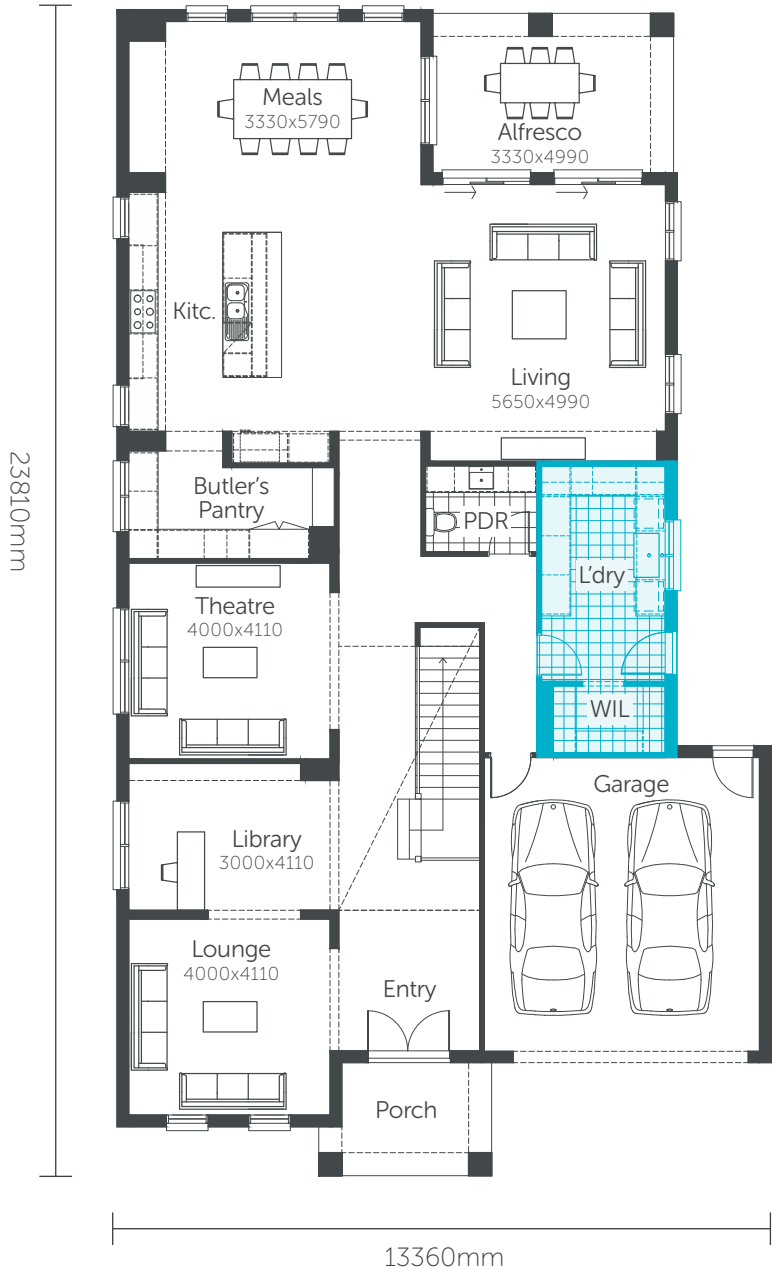 Meals
3330x5790
Alfresco
3330x4990
Kitc.
Living
5650x4990
23810mm
Butler's
Pantry
PDR
L'dry
Theatre
4000x4110
WIL
Garage
Library
3000x4110
Lounge
4000x4110
Entry
Porch
13360mm